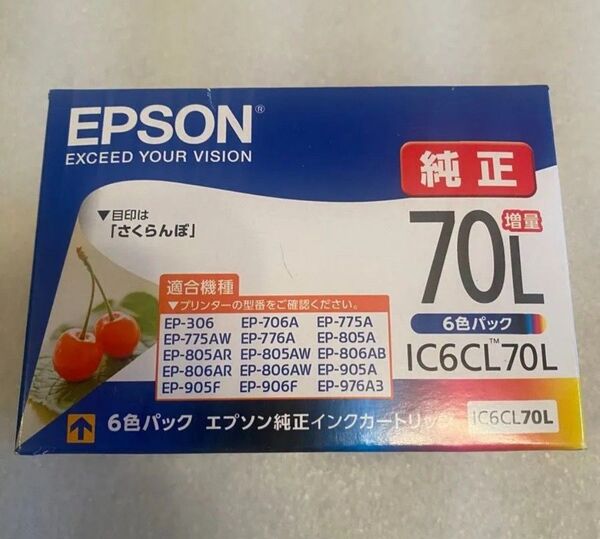 EPSON®
EXCEED YOUR VISION
純正
▼目印は
「さくらんぼ」
70L 増量
6色パック
IC6CL™70L
適合機種
▼プリンターの型番をご確認ください。
EP-306 EP-706A EP-775A
EP-775AW EP-776A EP-805A
EP-805AR EP-805AW EP-806AB
EP-806AR EP-806AW EP-905A
EP-905F EP-906F EP-976A3
6色パック エプソン純正インクカートリッジ IC6CL70L